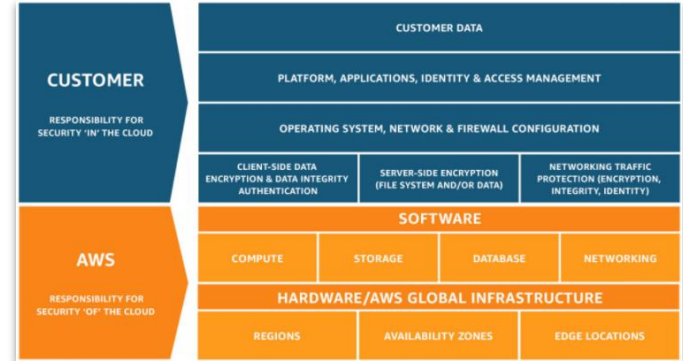 CUSTOMER
RESPONSIBILITY FOR
SECURITY 'IN' THE CLOUD
CUSTOMER DATA
PLATFORM, APPLICATIONS, IDENTITY & ACCESS MANAGEMENT
OPERATING SYSTEM, NETWORK & FIREWALL CONFIGURATION
CLIENT-SIDE DATA
ENCRYPTION & DATA INTEGRITY
AUTHENTICATION
SERVER-SIDE ENCRYPTION
(FILE SYSTEM AND/OR DATA)
NETWORKING TRAFFIC
PROTECTION (ENCRYPTION,
INTEGRITY, IDENTITY)
AWS
RESPONSIBILITY FOR
SECURITY 'OF' THE CLOUD
SOFTWARE
COMPUTE
STORAGE
DATABASE
NETWORKING
HARDWARE/AWS GLOBAL INFRASTRUCTURE
REGIONS
AVAILABILITY ZONES
EDGE LOCATIONS